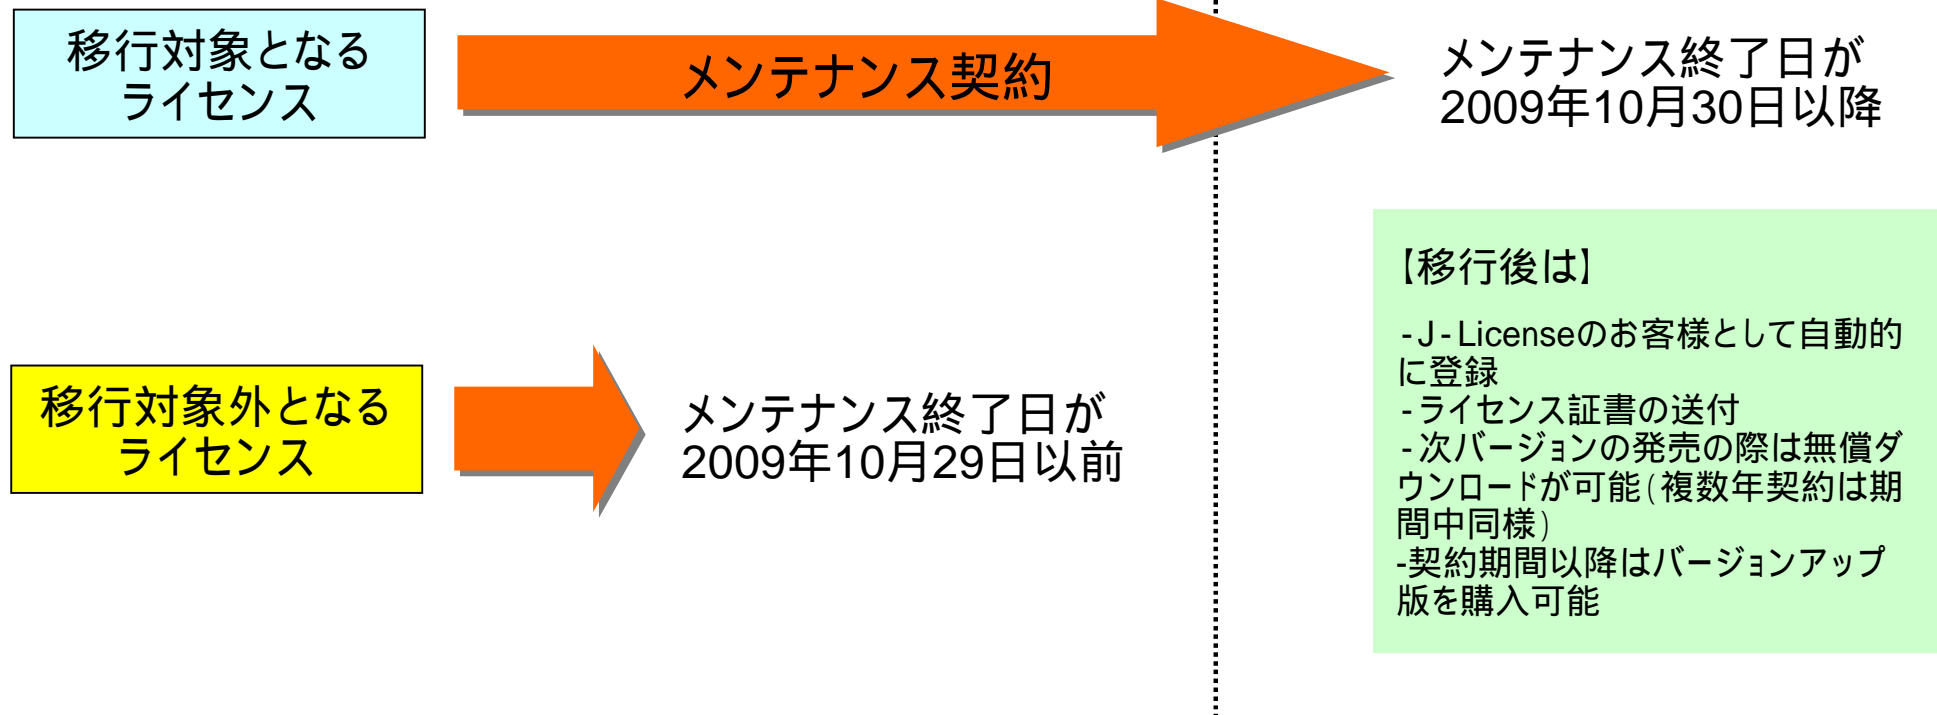 移行対象となる
ライセンス
メンテナンス契約
メンテナンス終了日が
2009年10月30日以降
移行対象外となる
ライセンス
メンテナンス終了日が
2009年10月29日以前
【移行後は】
-J-Licenseのお客様として自動的
に登録
-ライセンス証書の送付
-次バージョンの発売の際は無償ダ
ウンロードが可能(複数年契約は期
間中同様)
-契約期間以降はバージョンアップ
版を購入可能